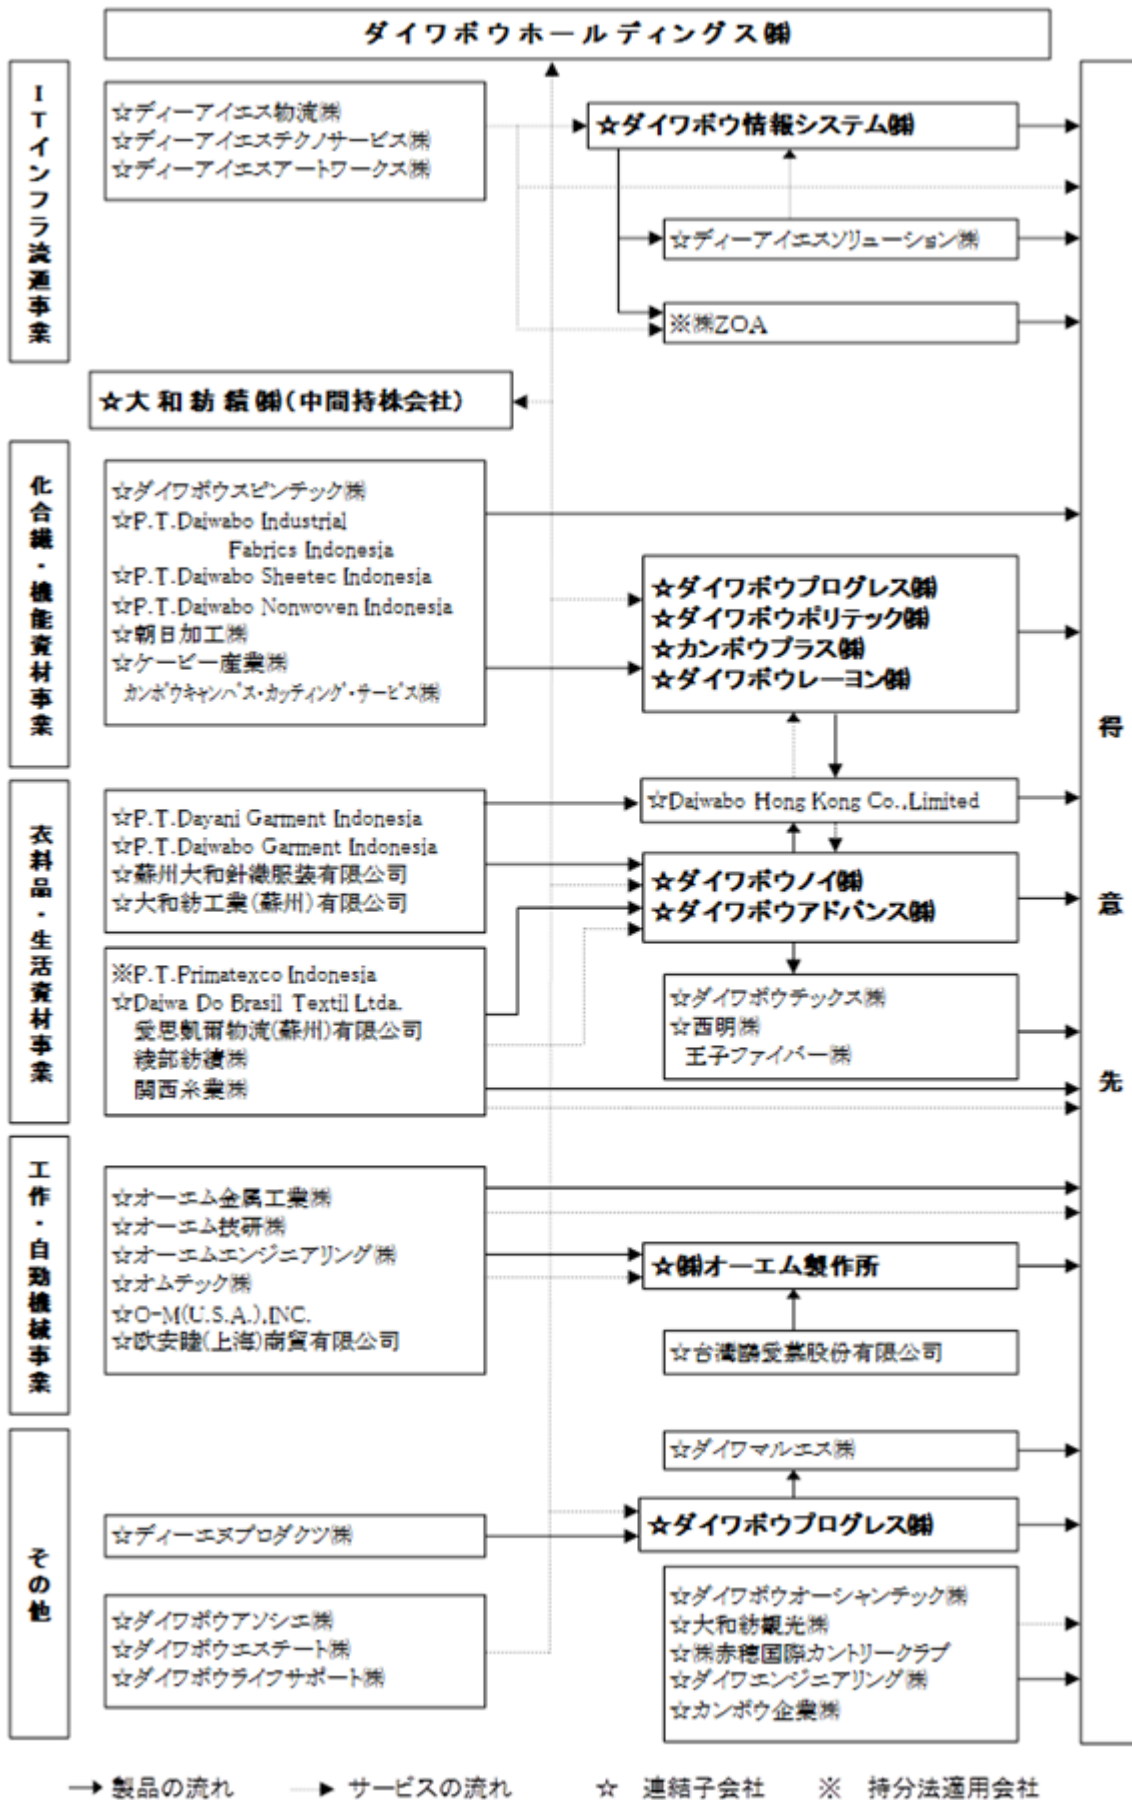 ダイワボウホールディングス㈱
ITインフラ流通事業
☆ディーアイエス物流㈱
☆ディーアイエステクノサービス㈱
☆ディーアイエスアートワークス㈱
☆ダイワボウ情報システム㈱
☆ディーアイエスソリューション㈱
※㈱ZOA
☆大和紡績㈱(中間持株会社)
化合繊・機能資材事業
☆ダイワボウスピンテック㈱
☆P.T.Daiwabo Industrial
Fabrics Indonesia
☆P.T.Daiwabo Sheetec Indonesia
☆P.T.Daiwabo Nonwoven Indonesia
☆朝日加工㈱
☆ケービー産業㈱
カンボウキャンバス・カッティング・サービス㈱
☆ダイワボウプログレス㈱
☆ダイワボウポリテック㈱
☆カンボウプラス㈱
☆ダイワボウレーヨン㈱
衣料品・生活資材事業
☆P.T.Dayani Garment Indonesia
☆P.T.Daiwabo Garment Indonesia
☆蘇州大和針織服装有限公司
☆大和紡工業(蘇州)有限公司
☆Daiwabo Hong Kong Co.,Limited
☆ダイワボウノイ㈱
☆ダイワボウアドバンス㈱
※P.T.Primatexco Indonesia
☆Daiwa Do Brasil Textil Ltda.
愛思凱爾物流(蘇州)有限公司
綾部紡績㈱
関西糸業㈱
☆ダイワボウテックス㈱
☆西明㈱
王子ファイバー㈱
工作・自動機械事業
☆オーエム金属工業㈱
☆オーエム技研㈱
☆オーエムエンジニアリング㈱
☆オムテック㈱
☆O-M(U.S.A.),INC.
☆欧安睦(上海)商貿有限公司
☆㈱オーエム製作所
☆台湾鷗愛慕股份有限公司
その他
☆ダイワマルエス㈱
☆ディーエヌプロダクツ㈱
☆ダイワボウプログレス㈱
☆ダイワボウアソシエ㈱
☆ダイワボウエステート㈱
☆ダイワボウライフサポート㈱
☆ダイワボウオーシャンテック㈱
☆大和紡観光㈱
☆㈱赤穂国際カントリークラブ
☆ダイワエンジニアリング㈱
☆カンボウ企業㈱
得意先
製品の流れ サービスの流れ ☆ 連結子会社 ※ 持分法適用会社